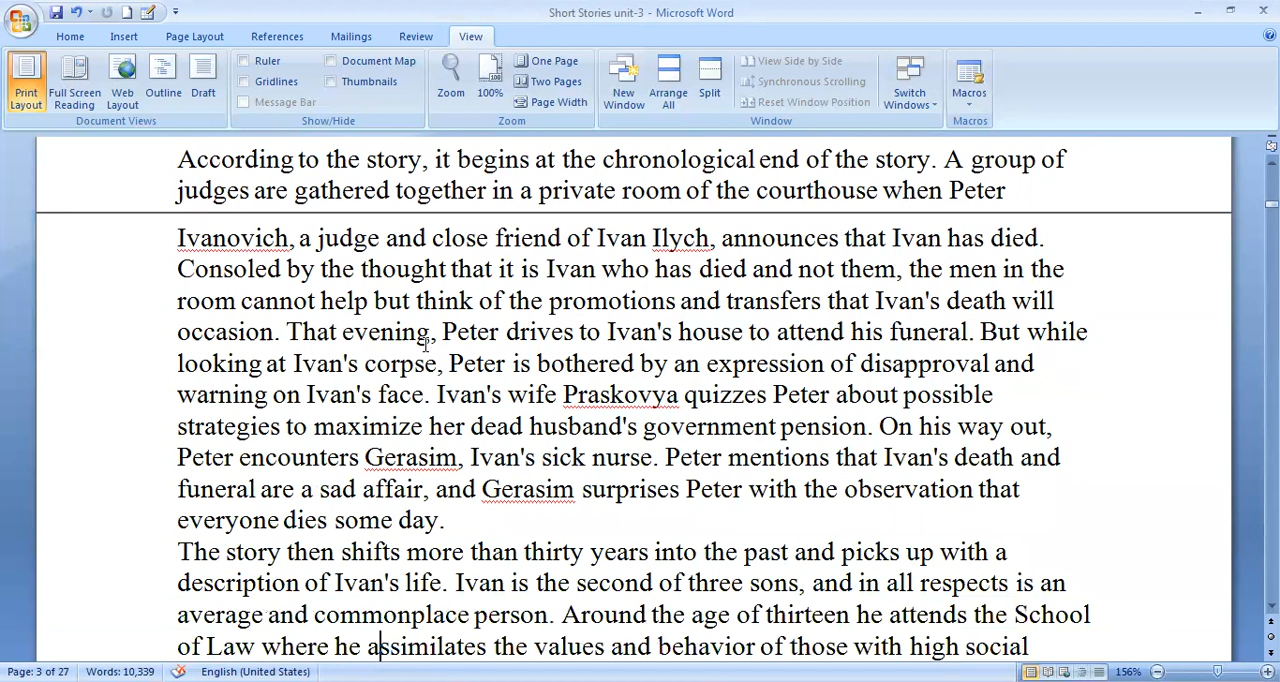 Short Stories unit-3 - Microsoft Word
Home Insert Page Layout References Mailings Review View
Print Layout
Full Screen Reading
Web Layout
Outline
Draft
Document Views
Ruler
Gridlines
Message Bar
Document Map
Thumbnails
Show/Hide
Zoom
100%
One Page
Two Pages
Page Width
Zoom
New Window
Arrange All
Split
View Side by Side
Synchronous Scrolling
Reset Window Position
Window
Switch Windows
Macros
Macros
According to the story, it begins at the chronological end of the story. A group of
judges are gathered together in a private room of the courthouse when Peter
Ivanovich, a judge and close friend of Ivan Ilych, announces that Ivan has died.
Consoled by the thought that it is Ivan who has died and not them, the men in the
room cannot help but think of the promotions and transfers that Ivan's death will
occasion. That evening, Peter drives to Ivan's house to attend his funeral. But while
looking at Ivan's corpse, Peter is bothered by an expression of disapproval and
warning on Ivan's face. Ivan's wife Praskovya quizzes Peter about possible
strategies to maximize her dead husband's government pension. On his way out,
Peter encounters Gerasim, Ivan's sick nurse. Peter mentions that Ivan's death and
funeral are a sad affair, and Gerasim surprises Peter with the observation that
everyone dies some day.
The story then shifts more than thirty years into the past and picks up with a
description of Ivan's life. Ivan is the second of three sons, and in all respects is an
average and commonplace person. Around the age of thirteen he attends the School
of Law where he assimilates the values and behavior of those with high social
Page: 3 of 27 Words: 10,339 English (United States) 156%